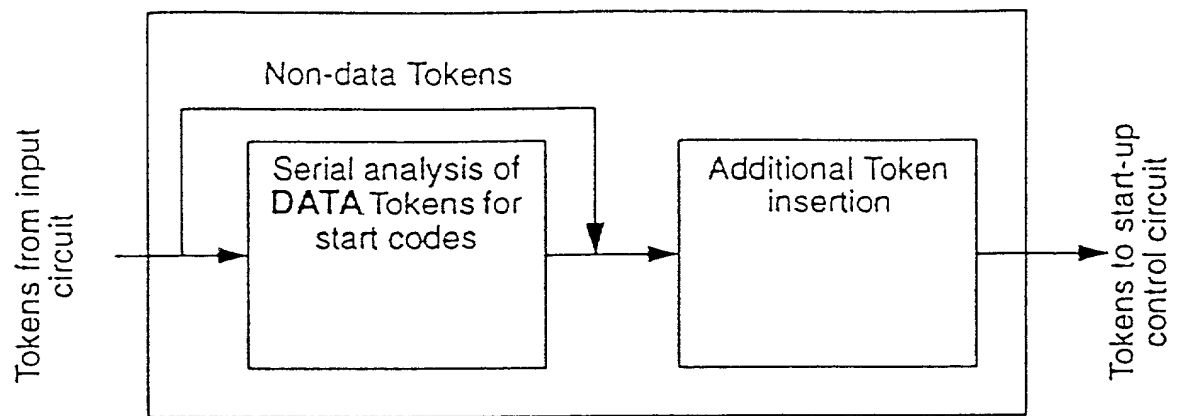 Non-data Tokens
Tokens from input
circuit
Serial analysis of
DATA Tokens for
start codes
Additional Token
insertion
Tokens to start-up
control circuit